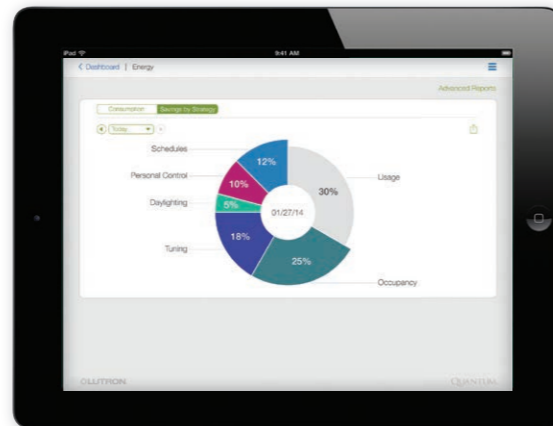 iPad 9:41 AM
Dashboard | Energy
Advanced Reports
Consumption Savings by Strategy
Today
Schedules
12%
Personal Control
10%
30%
Usage
Daylighting
5%
01/27/14
Tuning
18%
25%
Occupancy
LUTRON QUANTUM